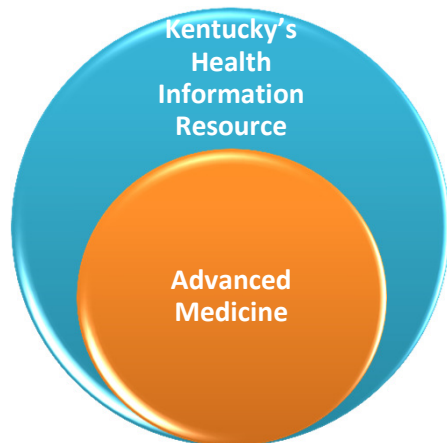 Kentucky’s
Health
Information
Resource
Advanced
Medicine